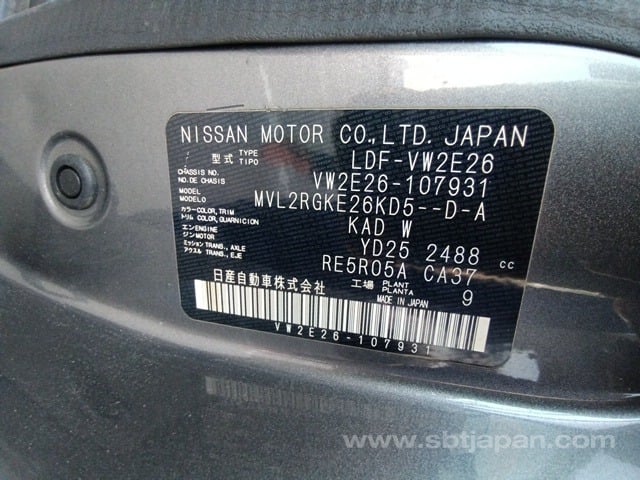 NISSAN MOTOR CO.,LTD. JAPAN
型式 TYPE TIPO LDF-VW2E26
CHASSIS NO. NO. DE CHASSIS VW2E26-107931
MODEL MODELO MVL2RGKE26KD5--D-A
カラー COLOR, TRIM トリム COLOR, GUARNICION KAD W
エンジン ENGINE MOTOR YD25 2488 cc
ミッション TRANS., AXLE アクスル TRANS., EJE RE5R05A CA37
日産自動車株式会社 工場 PLANT PLANTA MADE IN JAPAN 9
VW2E26-107931
www.sbtjapan.com